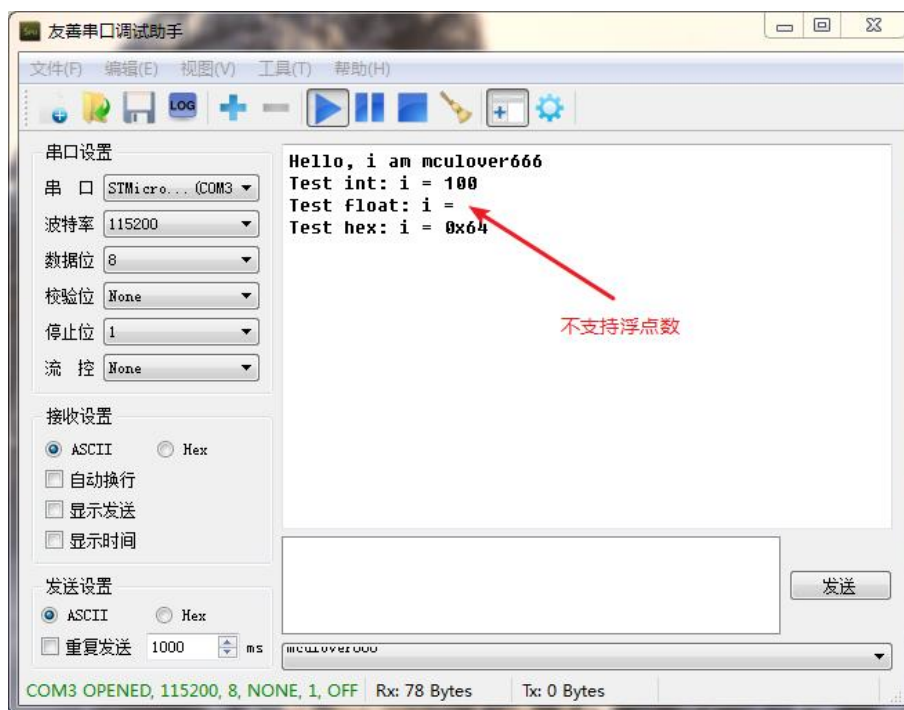 友善串口调试助手
文件(F) 编辑(E) 视图(V) 工具(T) 帮助(H)
LOG
串口设置
串 口 STMicro... (COM3
波特率 115200
数据位 8
校验位 None
停止位 1
流 控 None
接收设置
ASCII Hex
自动换行
显示发送
显示时间
发送设置
ASCII Hex
重复发送 1000 ms
Hello, i am mculover666
Test int: i = 100
Test float: i =
Test hex: i = 0x64
不支持浮点数
发送
mculover666
COM3 OPENED, 115200, 8, NONE, 1, OFF Rx: 78 Bytes Tx: 0 Bytes